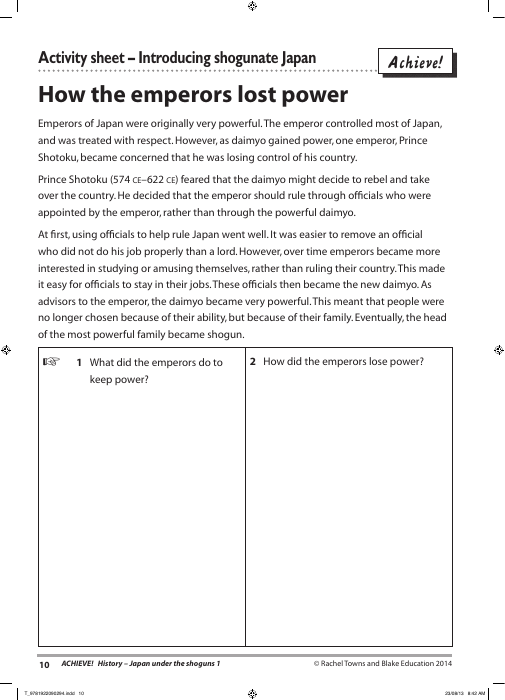 Activity sheet – Introducing shogunate Japan
Achieve!
How the emperors lost power
Emperors of Japan were originally very powerful. The emperor controlled most of Japan,
and was treated with respect. However, as daimyo gained power, one emperor, Prince
Shotoku, became concerned that he was losing control of his country.
Prince Shotoku (574 CE–622 CE) feared that the daimyo might decide to rebel and take
over the country. He decided that the emperor should rule through officials who were
appointed by the emperor, rather than through the powerful daimyo.
At first, using officials to help rule Japan went well. It was easier to remove an official
who did not do his job properly than a lord. However, over time emperors became more
interested in studying or amusing themselves, rather than ruling their country. This made
it easy for officials to stay in their jobs. These officials then became the new daimyo. As
advisors to the emperor, the daimyo became very powerful. This meant that people were
no longer chosen because of their ability, but because of their family. Eventually, the head
of the most powerful family became shogun.
1 What did the emperors do to
keep power?
2 How did the emperors lose power?
10 ACHIEVE! History – Japan under the shoguns 1
© Rachel Towns and Blake Education 2014
T_9781922090294.indd 10
23/08/13 8:42 AM